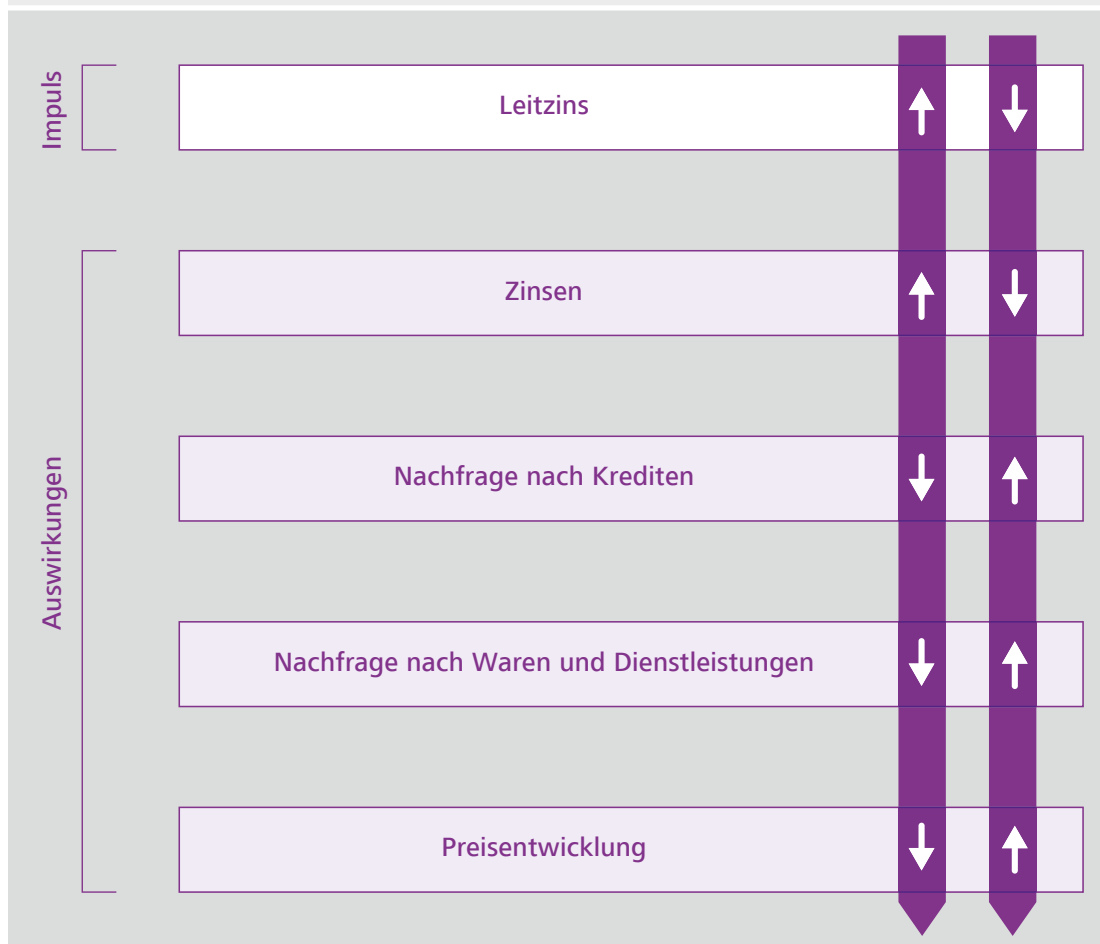 Impuls
Leitzins
Auswirkungen
Zinsen
Nachfrage nach Krediten
Nachfrage nach Waren und Dienstleistungen
Preisentwicklung